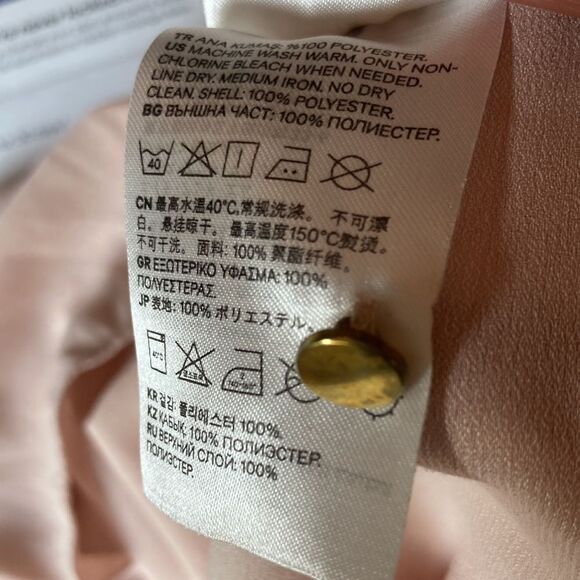 TR ANA KUMAŞ: %100 POLYESTER.
US MACHINE WASH WARM. ONLY NON-
CHLORINE BLEACH WHEN NEEDED.
LINE DRY. MEDIUM IRON. NO DRY
CLEAN. SHELL: 100% POLYESTER.
BG ВЪНШНА ЧАСТ: 100% ПОЛИЕСТЕР.
40
CN 最高水温40°C,常规洗涤。 不可漂
白。悬挂晾干。 最高温度150°C熨烫。
不可干洗。 面料: 100% 聚酯纤维。
GR ΕΞΩΤΕΡΙΚΟ ΥΦΑΣΜΑ: 100%
ΠΟΛΥΕΣΤΕΡΑΣ.
JP 表地: 100% ポリエステル、
40°C
KR 겉감: 폴리에스터 100%.
KZ ҚАБЫҚ: 100% ПОЛИЭСТЕР.
RU ВЕРХНИЙ СЛОЙ: 100%
ПОЛИЭСТЕР.